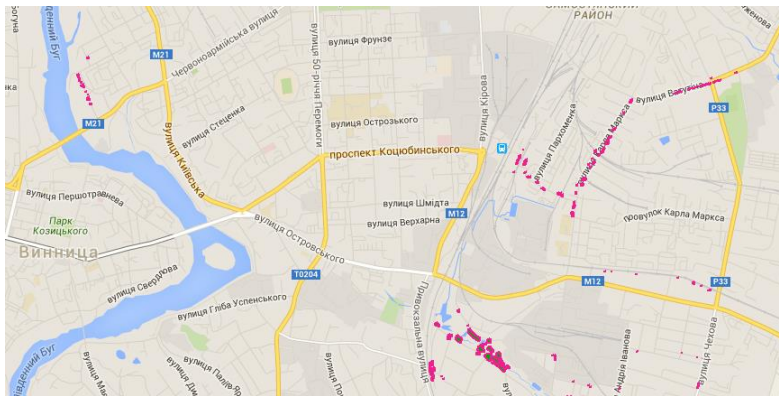 Богуна
Південний Буг
М21
Червоноармійська вулиця
вулиця 50-річчя Перемоги
вулиця Фрунзе
вулиця Кірова
РАЙОН
вулиця Ватутіна
Р33
М21
вулиця Стеценка
вулиця Острозького
вулиця Пархоменка
вулиця Карла Маркса
вулиця Київська
проспект Коцюбинського
вулиця Першотравнева
вулиця Шмідта
М12
вулиця Верхарна
провулок Карла Маркса
Парк
Козицького
Винница
вулиця Островського
вулиця Свердлова
Т0204
М12
Р33
вулиця Гліба Успенського
Привокзальна вулиця
Андрія Іванова
вулиця Чехова